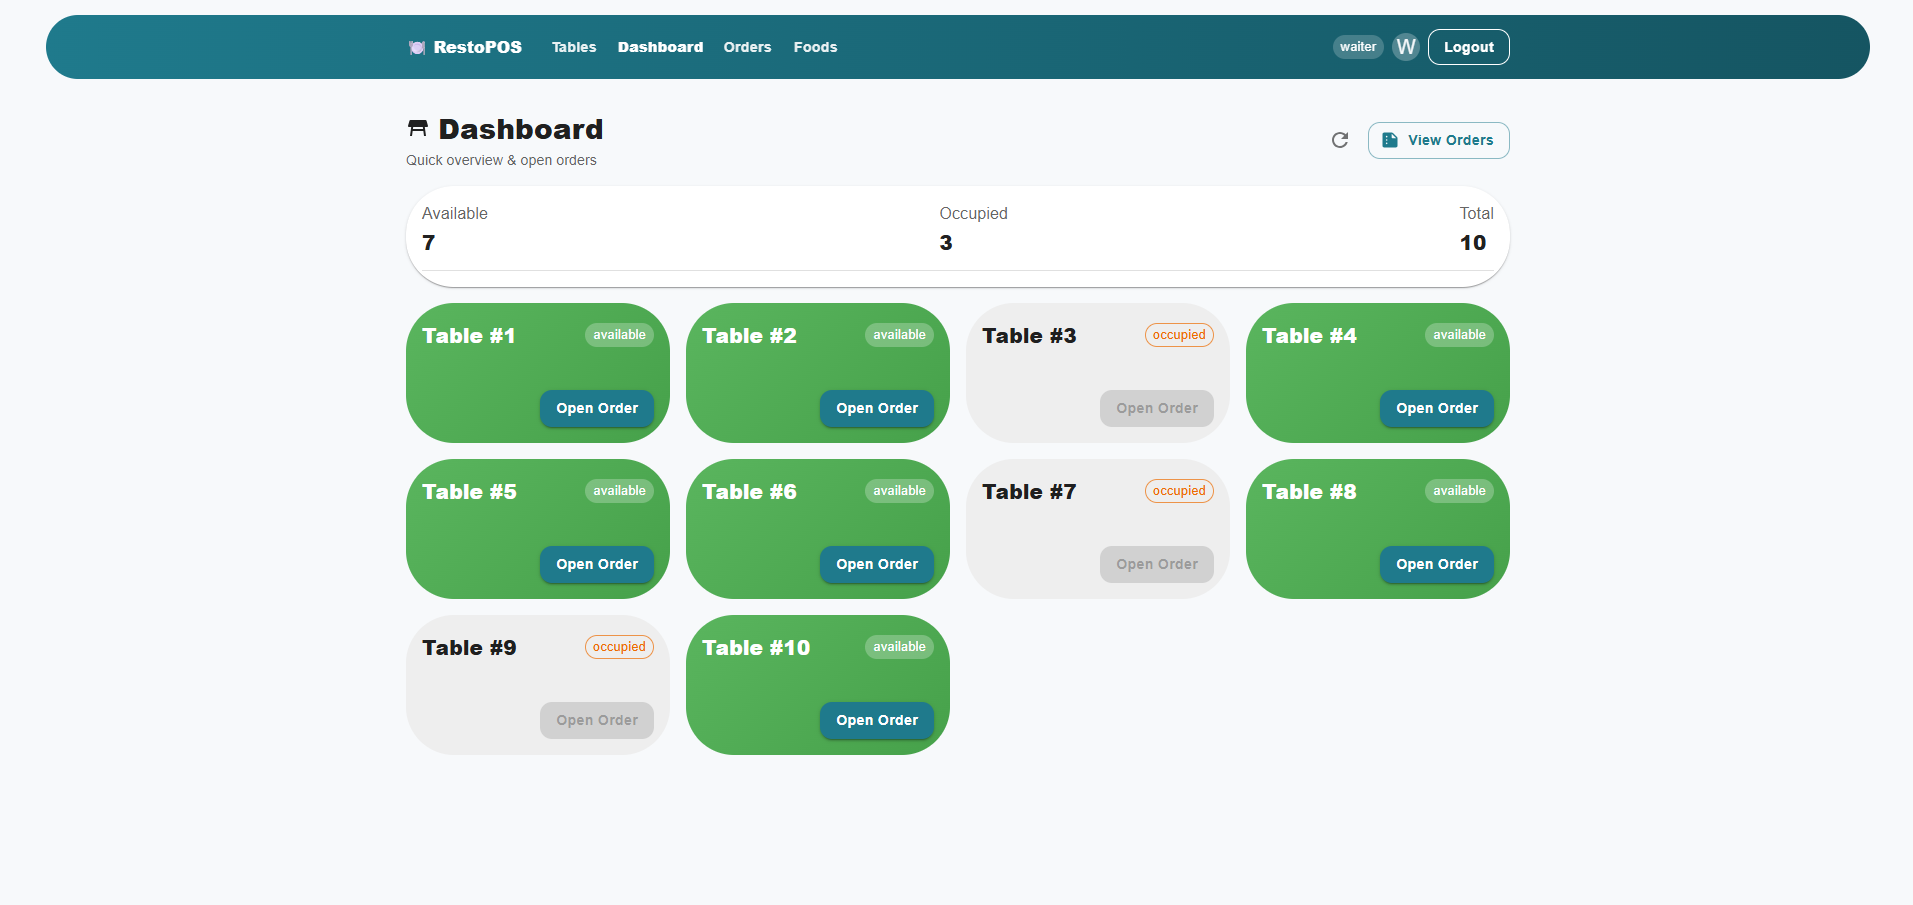 RestoPOS Tables Dashboard Orders Foods waiter W Logout
Dashboard
Quick overview & open orders
View Orders
Available Occupied Total
7 3 10
Table #1 available Table #2 available Table #3 occupied Table #4 available
Open Order Open Order Open Order Open Order
Table #5 available Table #6 available Table #7 occupied Table #8 available
Open Order Open Order Open Order Open Order
Table #9 occupied Table #10 available
Open Order Open Order